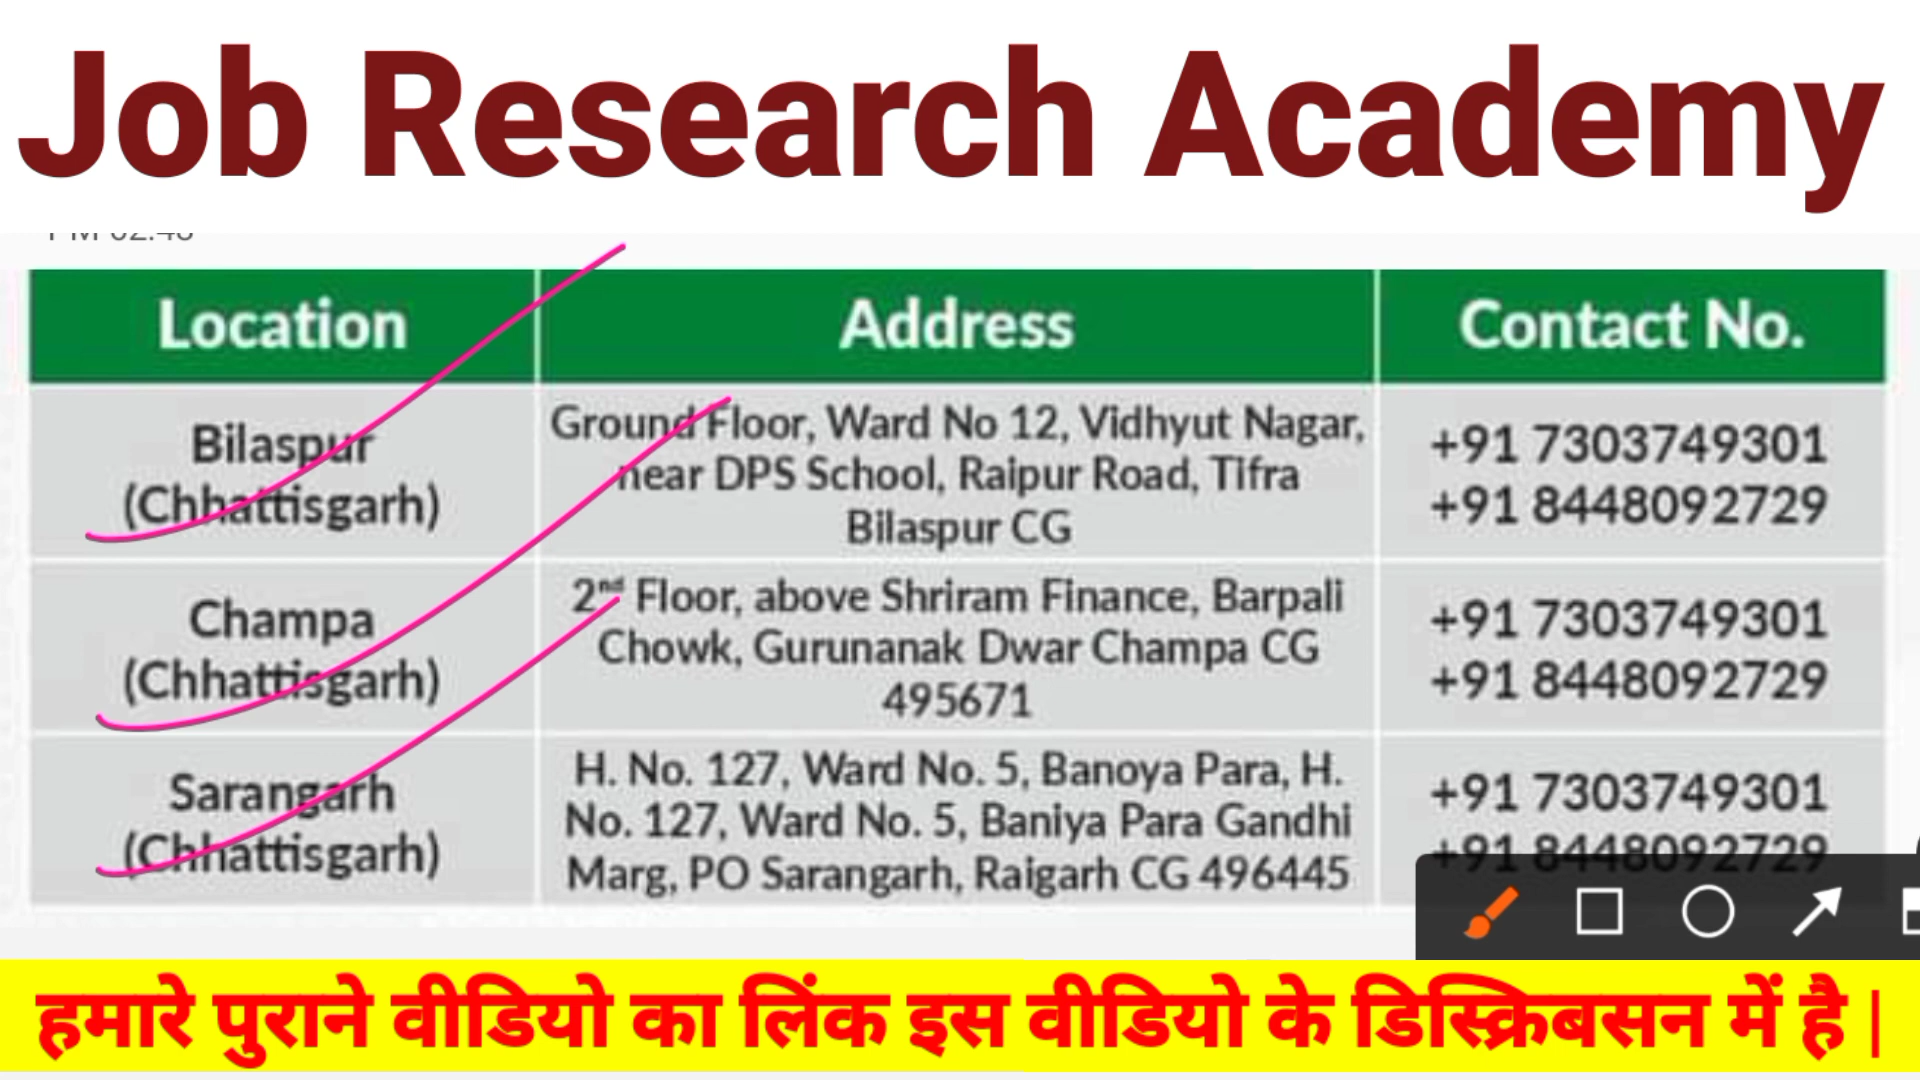 Job Research Academy
PM 02:48
Location
Address
Contact No.
Bilaspur
(Chhattisgarh)
Ground Floor, Ward No 12, Vidhyut Nagar,
near DPS School, Raipur Road, Tifra
Bilaspur CG
+91 7303749301
+91 8448092729
Champa
(Chhattisgarh)
2nd Floor, above Shriram Finance, Barpali
Chowk, Gurunanak Dwar Champa CG
495671
+91 7303749301
+91 8448092729
Sarangarh
(Chhattisgarh)
H. No. 127, Ward No. 5, Banoya Para, H.
No. 127, Ward No. 5, Baniya Para Gandhi
Marg, PO Sarangarh, Raigarh CG 496445
+91 7303749301
+91 8448092729
हमारे पुराने वीडियो का लिंक इस वीडियो के डिस्क्रिबसन में है |